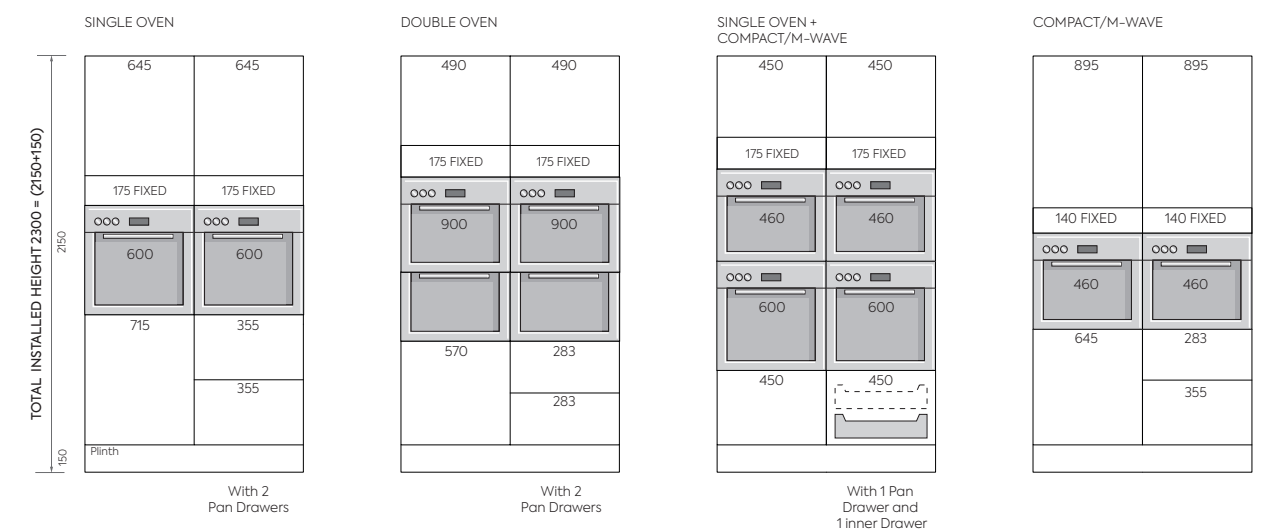 SINGLE OVEN
DOUBLE OVEN
SINGLE OVEN +
COMPACT/M-WAVE
COMPACT/M-WAVE
TOTAL INSTALLED HEIGHT 2300 = (2150+150)
2150
150
645 645
175 FIXED 175 FIXED
600 600
715 355
355
Plinth
With 2
Pan Drawers
490 490
175 FIXED 175 FIXED
900 900
570 283
283
With 2
Pan Drawers
450 450
175 FIXED 175 FIXED
460 460
600 600
450 450
With 1 Pan
Drawer and
1 inner Drawer
895 895
140 FIXED 140 FIXED
460 460
645 283
355